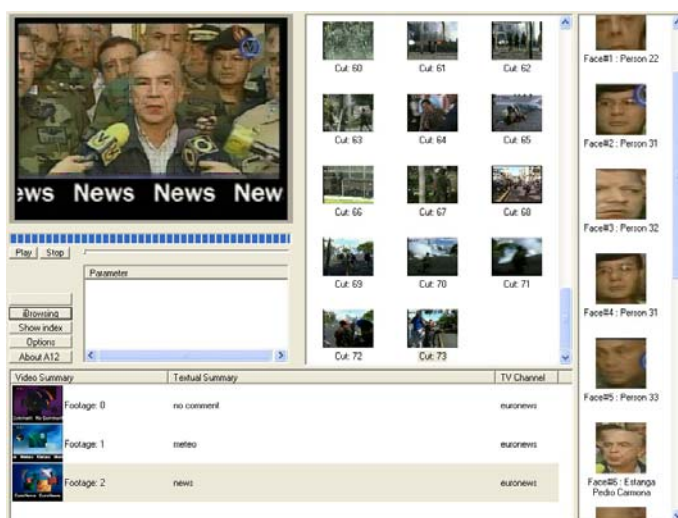 ews News News New
Play Stop
Parameter
Browsing
Show index
Options
About A12
Cut: 60 Cut: 61 Cut: 62
Cut: 63 Cut: 64 Cut: 65
Cut: 66 Cut: 67 Cut: 68
Cut: 69 Cut: 70 Cut: 71
Cut: 72 Cut: 73
Face#1 : Person 22
Face#2 : Person 31
Face#3 : Person 32
Face#4 : Person 31
Face#5 : Person 33
Face#6 : Estanga
Pedro Carmona
Video Summary Textual Summary TV Channel
Footage: 0 no comment euronews
Footage: 1 meteo euronews
Footage: 2 news euronews